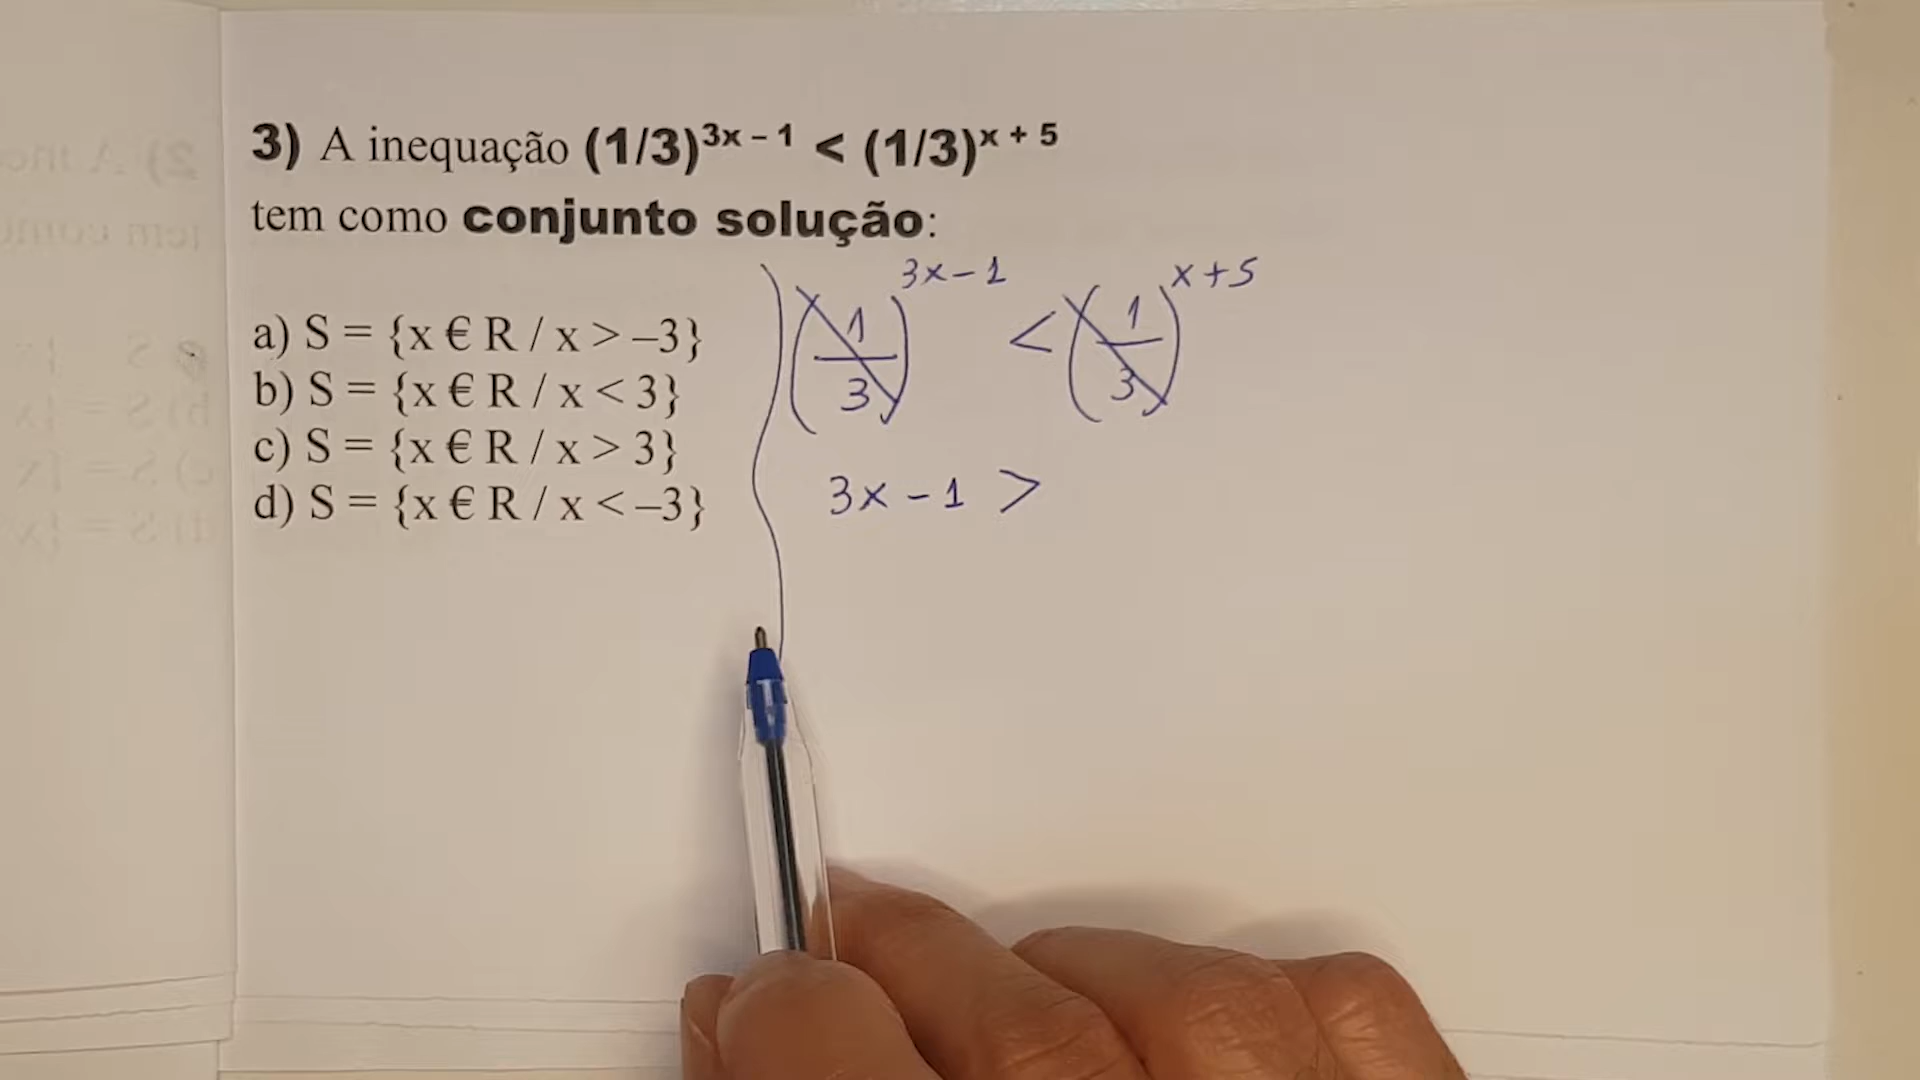 3) A inequação (1/3)³ˣ ⁻ ¹ < (1/3)ˣ ⁺ ⁵
tem como conjunto solução:
a) S = {x € R / x > –3}
b) S = {x € R / x < 3}
c) S = {x € R / x > 3}
d) S = {x € R / x < –3}
(1/3)³ˣ⁻¹ < (1/3)ˣ⁺⁵
3x – 1 >